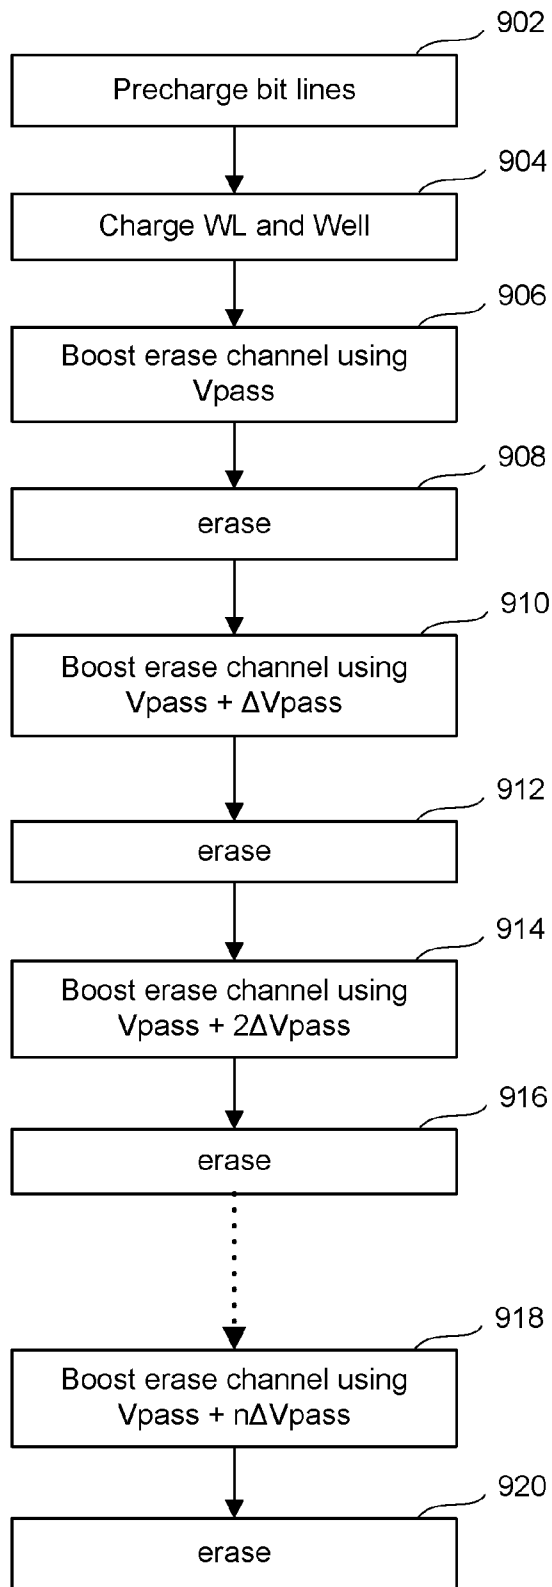 902
Precharge bit lines
904
Charge WL and Well
906
Boost erase channel using
Vpass
908
erase
910
Boost erase channel using
Vpass + ΔVpass
912
erase
914
Boost erase channel using
Vpass + 2ΔVpass
916
erase
918
Boost erase channel using
Vpass + nΔVpass
920
erase